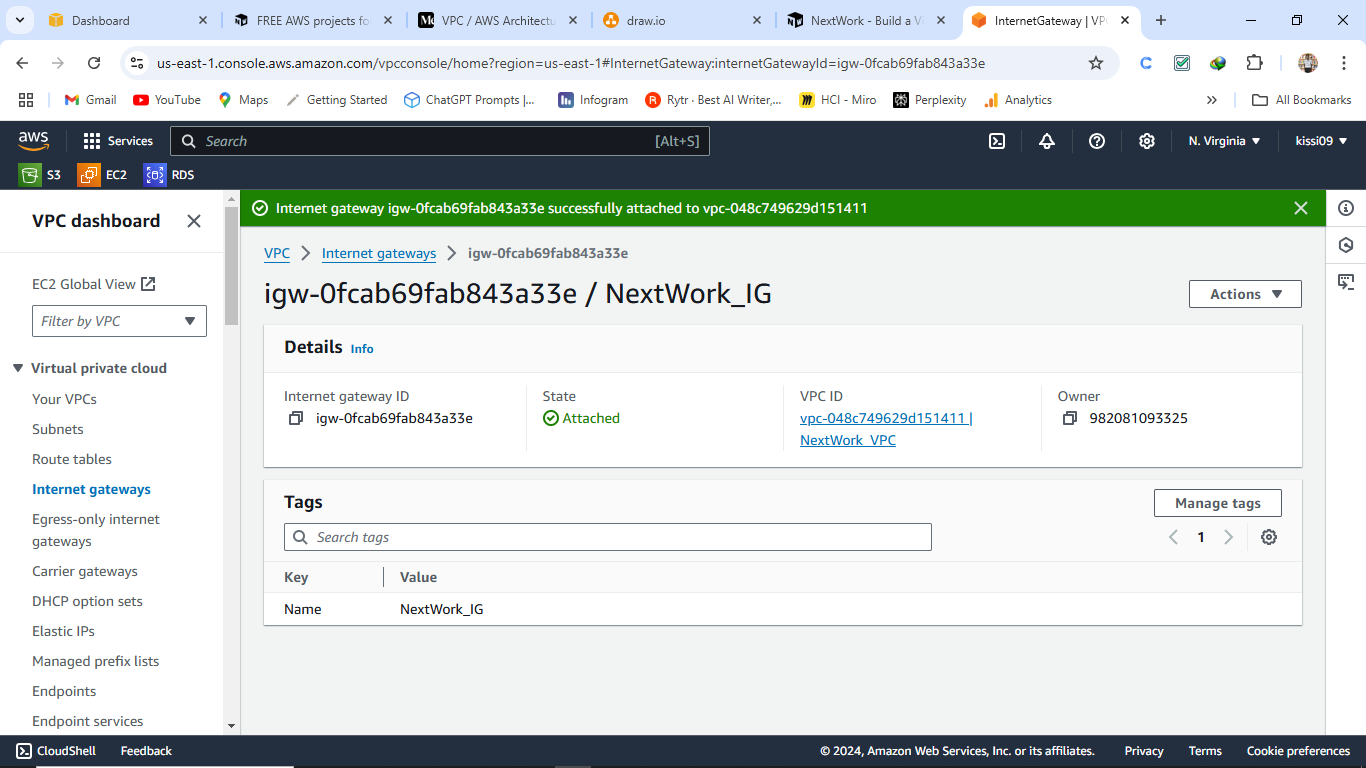 Dashboard
FREE AWS projects fo
VPC / AWS Architectu
draw.io
NextWork - Build a V
InternetGateway | VPC
us-east-1.console.aws.amazon.com/vpcconsole/home?region=us-east-1#InternetGateway:internetGatewayId=igw-0fcab69fab843a33e
Gmail
YouTube
Maps
Getting Started
ChatGPT Prompts |...
Infogram
Rytr · Best AI Writer,...
HCI - Miro
Perplexity
Analytics
All Bookmarks
aws
Services
Search
[Alt+S]
N. Virginia
kissi09
S3
EC2
RDS
VPC dashboard
EC2 Global View
Filter by VPC
Virtual private cloud
Your VPCs
Subnets
Route tables
Internet gateways
Egress-only internet
gateways
Carrier gateways
DHCP option sets
Elastic IPs
Managed prefix lists
Endpoints
Endpoint services
Internet gateway igw-0fcab69fab843a33e successfully attached to vpc-048c749629d151411
VPC
Internet gateways
igw-0fcab69fab843a33e
igw-0fcab69fab843a33e / NextWork_IG
Actions
Details
Info
Internet gateway ID
igw-0fcab69fab843a33e
State
Attached
VPC ID
vpc-048c749629d151411 |
NextWork_VPC
Owner
982081093325
Tags
Manage tags
Search tags
1
Key
Value
Name
NextWork_IG
CloudShell
Feedback
© 2024, Amazon Web Services, Inc. or its affiliates.
Privacy
Terms
Cookie preferences